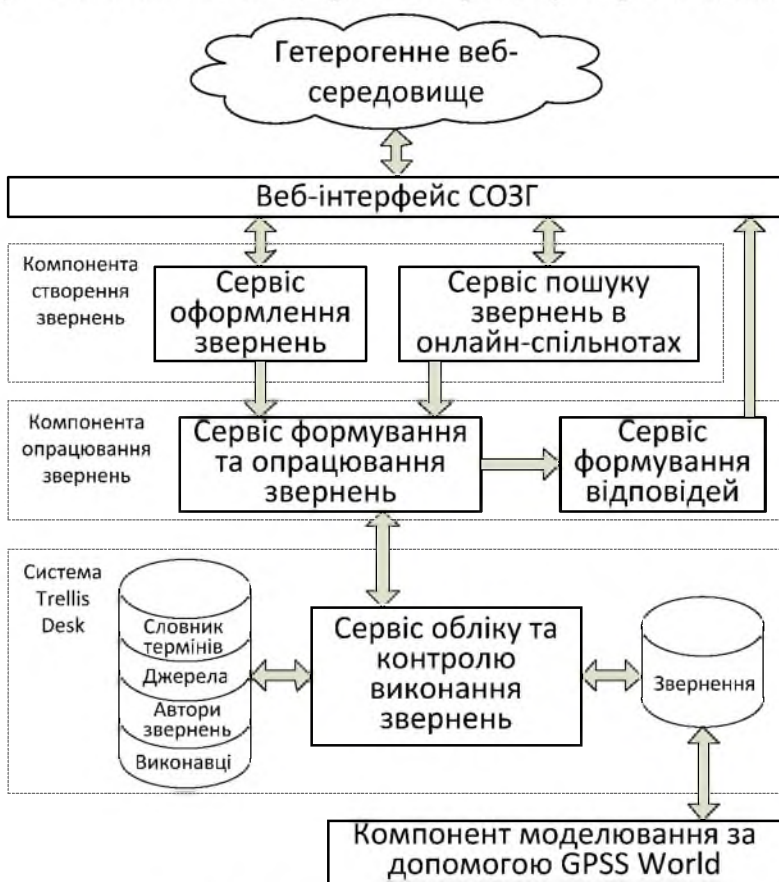 Гетерогенне веб-
середовище
Веб-інтерфейс СОЗГ
Компонента
створення
звернень
Сервіс
оформлення
звернень
Сервіс пошуку
звернень в
онлайн-спільнотах
Компонента
опрацювання
звернень
Сервіс формування
та опрацювання
звернень
Сервіс
формування
відповідей
Система
Trellis
Desk
Словник
термінів
Джерела
Автори
звернень
Виконавці
Сервіс обліку та
контролю
виконання
звернень
Звернення
Компонент моделювання за
допомогою GPSS World